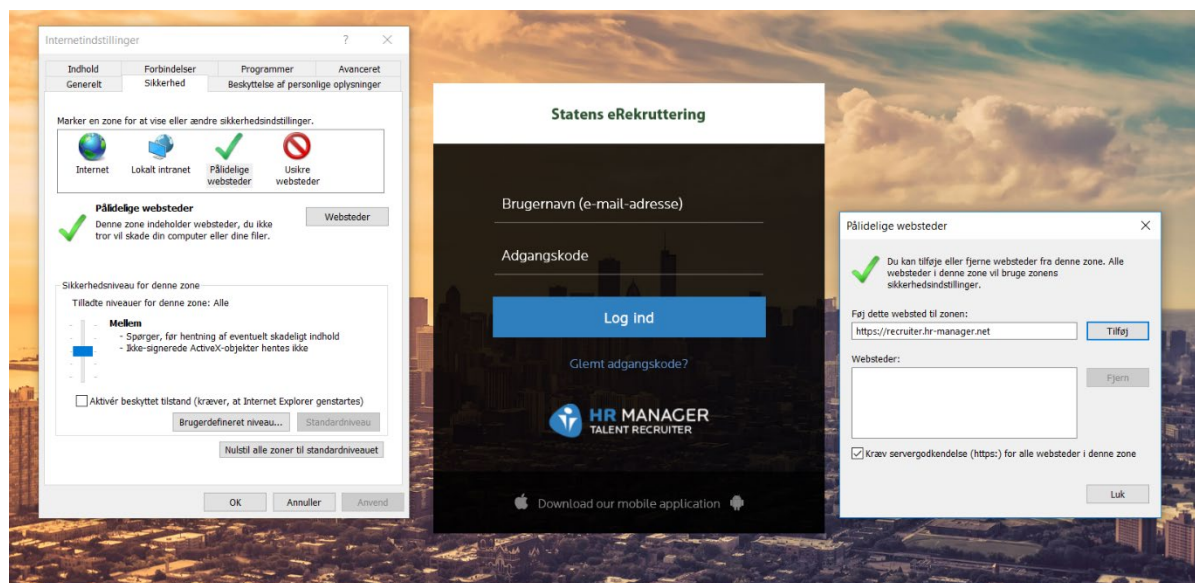 Internetindstillinger
? ×
Indhold Forbindelser Programmer Avanceret
Generelt Sikkerhed Beskyttelse af personlige oplysninger
Marker en zone for at vise eller ændre sikkerhedsindstillinger.
Internet Lokalt intranet Pålidelige websteder Usikre websteder
Pålidelige websteder
Denne zone indeholder websteder, du ikke
tror vil skade din computer eller dine filer.
Websteder
Sikkerhedsniveau for denne zone
Tilladte niveauer for denne zone: Alle
Mellem
- Spørger, før hentning af eventuelt skadeligt indhold
- Ikke-signerede ActiveX-objekter hentes ikke
Aktivér beskyttet tilstand (kræver, at Internet Explorer genstartes)
Brugerdefineret niveau... Standardniveau
Nulstil alle zoner til standardniveauet
OK Annuller Anvend
Statens eRekruttering
Brugernavn (e-mail-adresse)
Adgangskode
Log ind
Glemt adgangskode?
HR MANAGER
TALENT RECRUITER
Download our mobile application
Pålidelige websteder
×
Du kan tilføje eller fjerne websteder fra denne zone. Alle
websteder i denne zone vil bruge zonens
sikkerhedsindstillinger.
Føj dette websted til zonen:
https://recruiter.hr-manager.net Tilføj
Websteder:
Fjern
Kræv servergodkendelse (https:) for alle websteder i denne zone
Luk